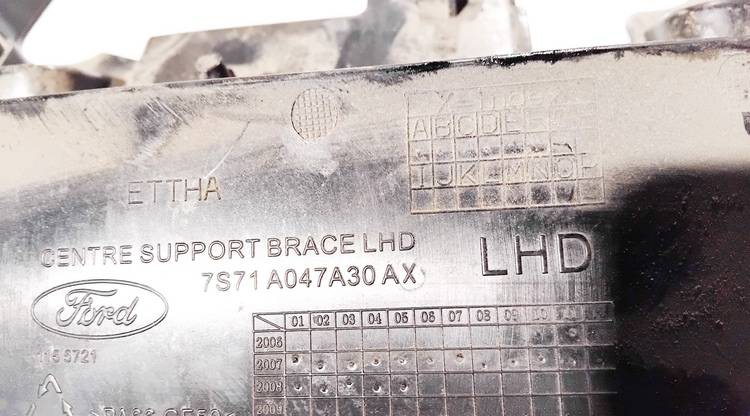 ABCDEF
IJKLMNOP
ETTHA
CENTRE SUPPORT BRACE LHD
LHD
7S71 A047A30 AX
Ford
01 02 03 04 05 06 07 08 09 10
2006
2007
2008
2009